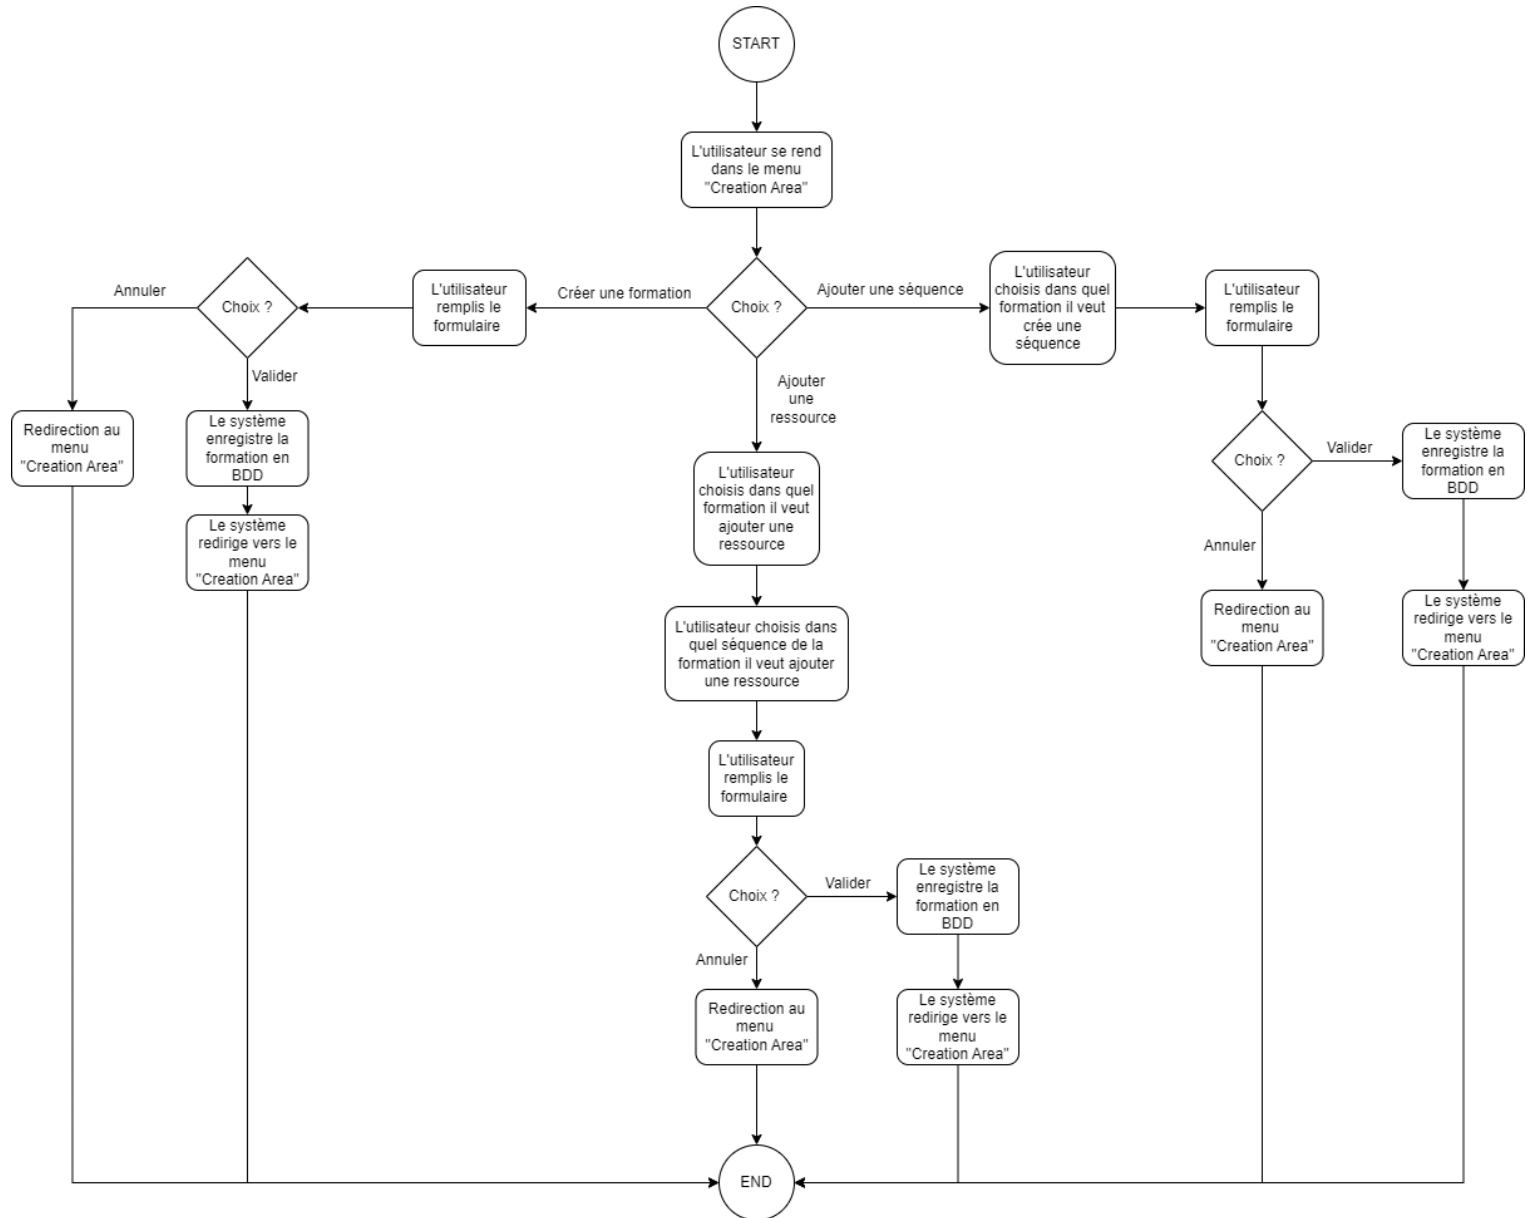 START
L'utilisateur se rend
dans le menu
"Creation Area"
Annuler
Choix ?
L'utilisateur
remplis le
formulaire
Créer une formation
Choix ?
Ajouter une séquence
L'utilisateur
choisis dans quel
formation il veut
crée une
séquence
L'utilisateur
remplis le
formulaire
Valider
Ajouter
une
ressource
Redirection au
menu
"Creation Area"
Le système
enregistre la
formation en
BDD
Le système
redirige vers le
menu
"Creation Area"
L'utilisateur
choisis dans quel
formation il veut
ajouter une
ressource
Choix ?
Valider
Le système
enregistre la
formation en
BDD
Annuler
Redirection au
menu
"Creation Area"
Le système
redirige vers le
menu
"Creation Area"
L'utilisateur choisis dans
quel séquence de la
formation il veut ajouter
une ressource
L'utilisateur
remplis le
formulaire
Choix ?
Valider
Le système
enregistre la
formation en
BDD
Annuler
Redirection au
menu
"Creation Area"
Le système
redirige vers le
menu
"Creation Area"
END